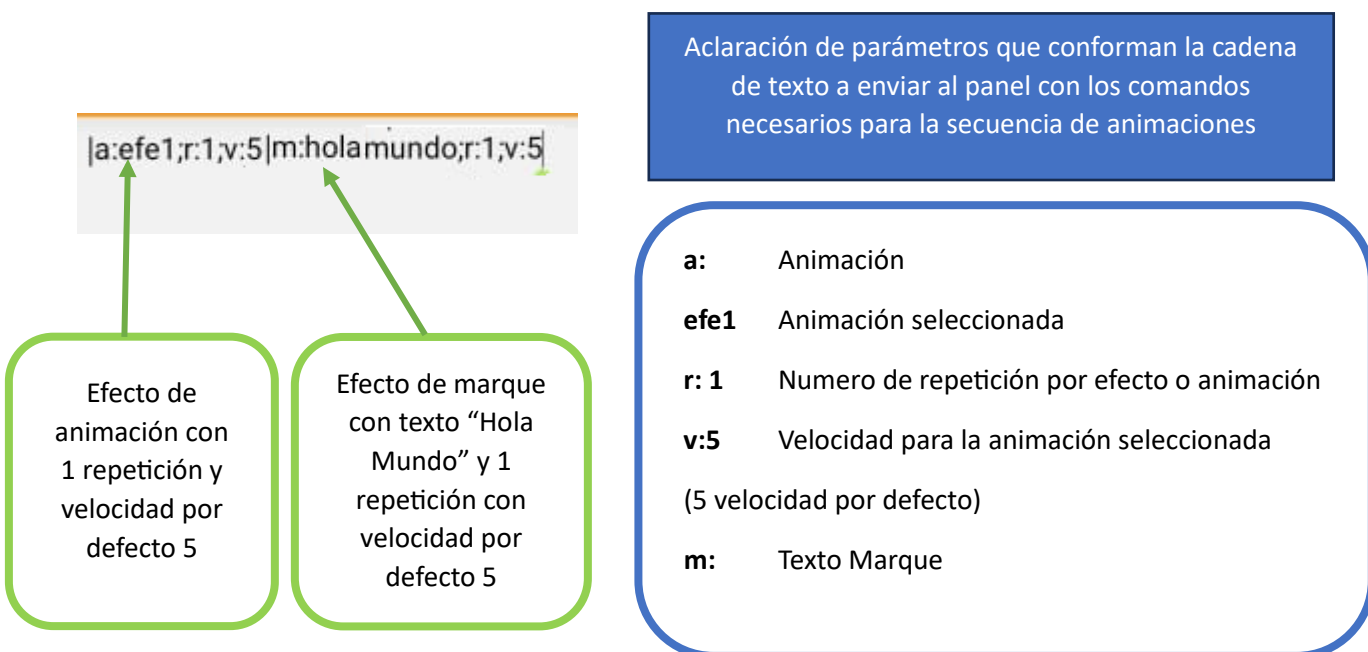 |a:efe1;r:1;v:5|m:hola mundo;r:1;v:5
Efecto de
animación con
1 repetición y
velocidad por
defecto 5
Efecto de marque
con texto “Hola
Mundo” y 1
repetición con
velocidad por
defecto 5
Aclaración de parámetros que conforman la cadena
de texto a enviar al panel con los comandos
necesarios para la secuencia de animaciones
a: Animación
efe1 Animación seleccionada
r: 1 Numero de repetición por efecto o animación
v:5 Velocidad para la animación seleccionada
(5 velocidad por defecto)
m: Texto Marque